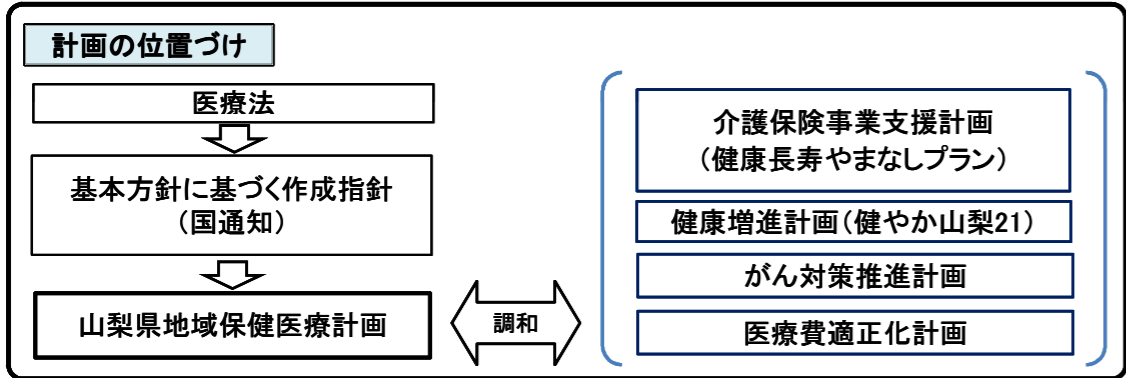 計画の位置づけ
医療法
基本方針に基づく作成指針
（国通知）
山梨県地域保健医療計画
調和
介護保険事業支援計画
（健康長寿やまなしプラン）
健康増進計画（健やか山梨21）
がん対策推進計画
医療費適正化計画